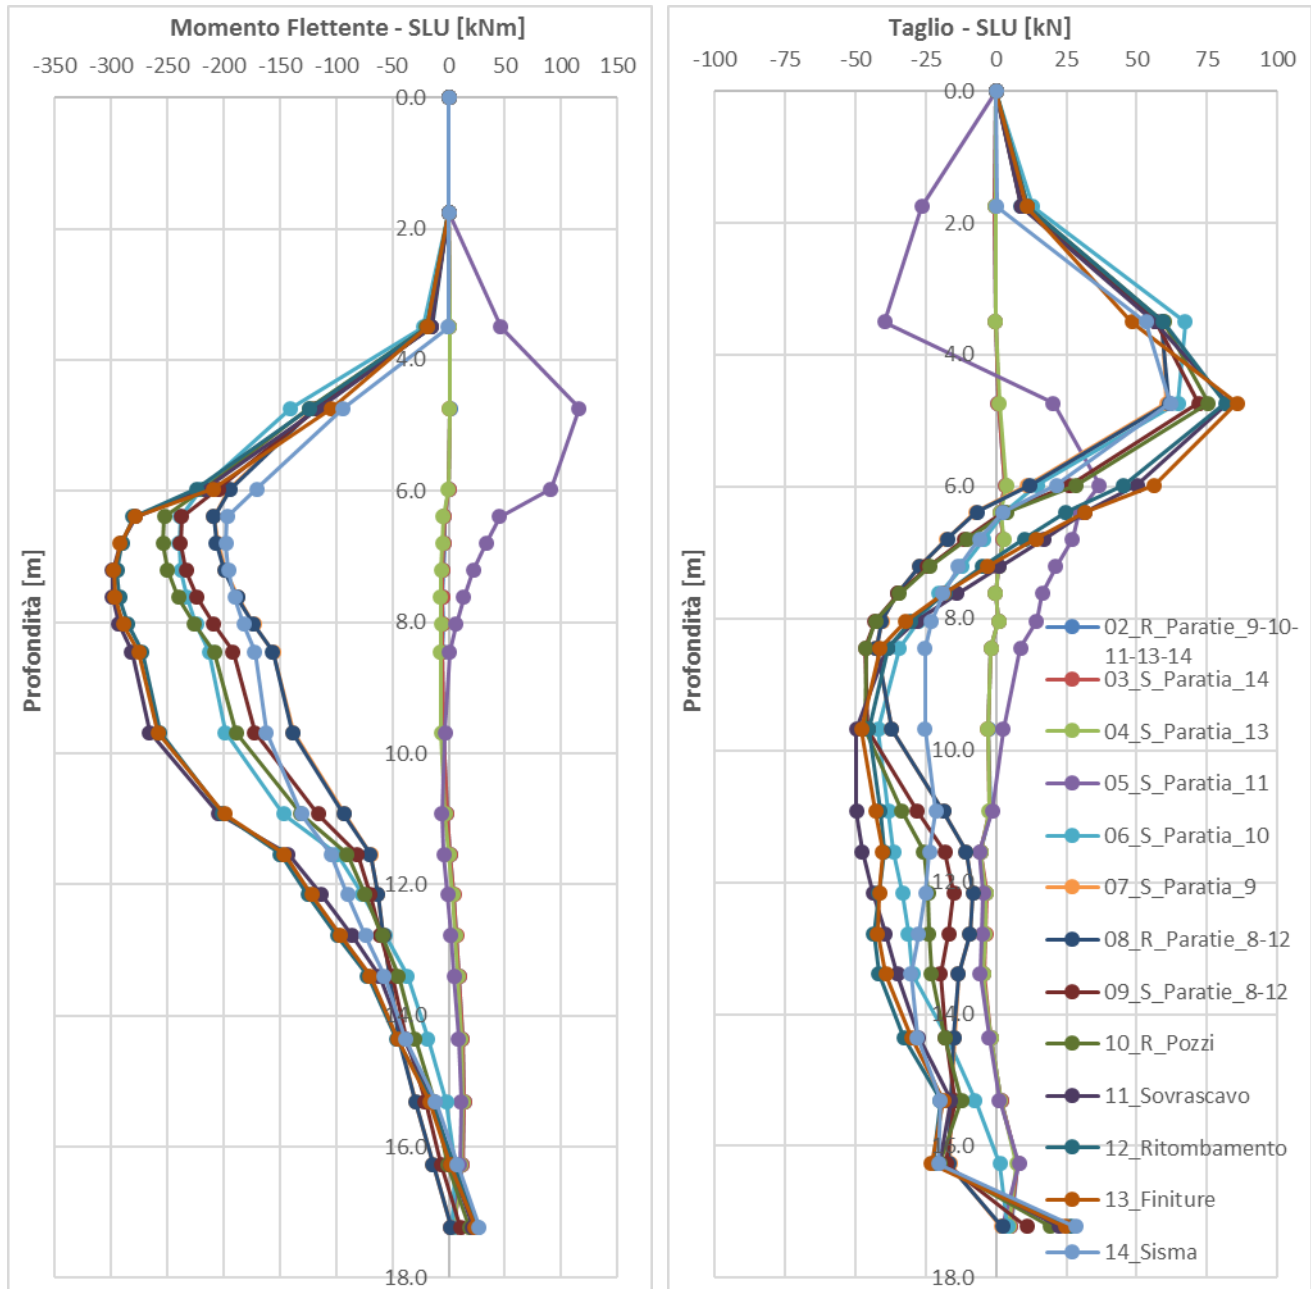 Momento Flettente - SLU [kNm]
-350 -300 -250 -200 -150 -100 -50 0 50 100 150
0.0
2.0
4.0
6.0
8.0
10.0
12.0
14.0
16.0
18.0
Profondità [m]
Taglio - SLU [kN]
-100 -75 -50 -25 0 25 50 75 100
0.0
2.0
4.0
6.0
8.0
10.0
12.0
14.0
16.0
18.0
Profondità [m]
02_R_Paratie_9-10-
11-13-14
03_S_Paratia_14
04_S_Paratia_13
05_S_Paratia_11
06_S_Paratia_10
07_S_Paratia_9
08_R_Paratie_8-12
09_S_Paratie_8-12
10_R_Pozzi
11_Sovrascavo
12_Ritombamento
13_Finiture
14_Sisma